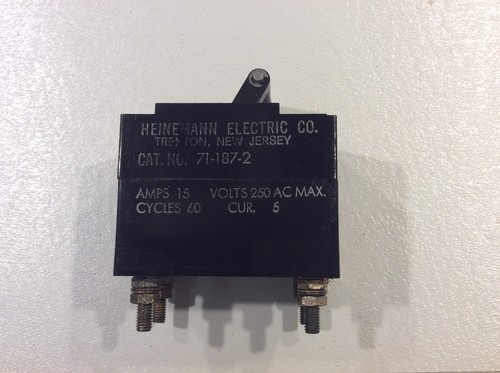 HEINEMANN ELECTRIC CO.
TRENTON, NEW JERSEY
CAT. NO. 71-187-2
AMPS 15 VOLTS 250 AC MAX.
CYCLES 60 CUR. 5